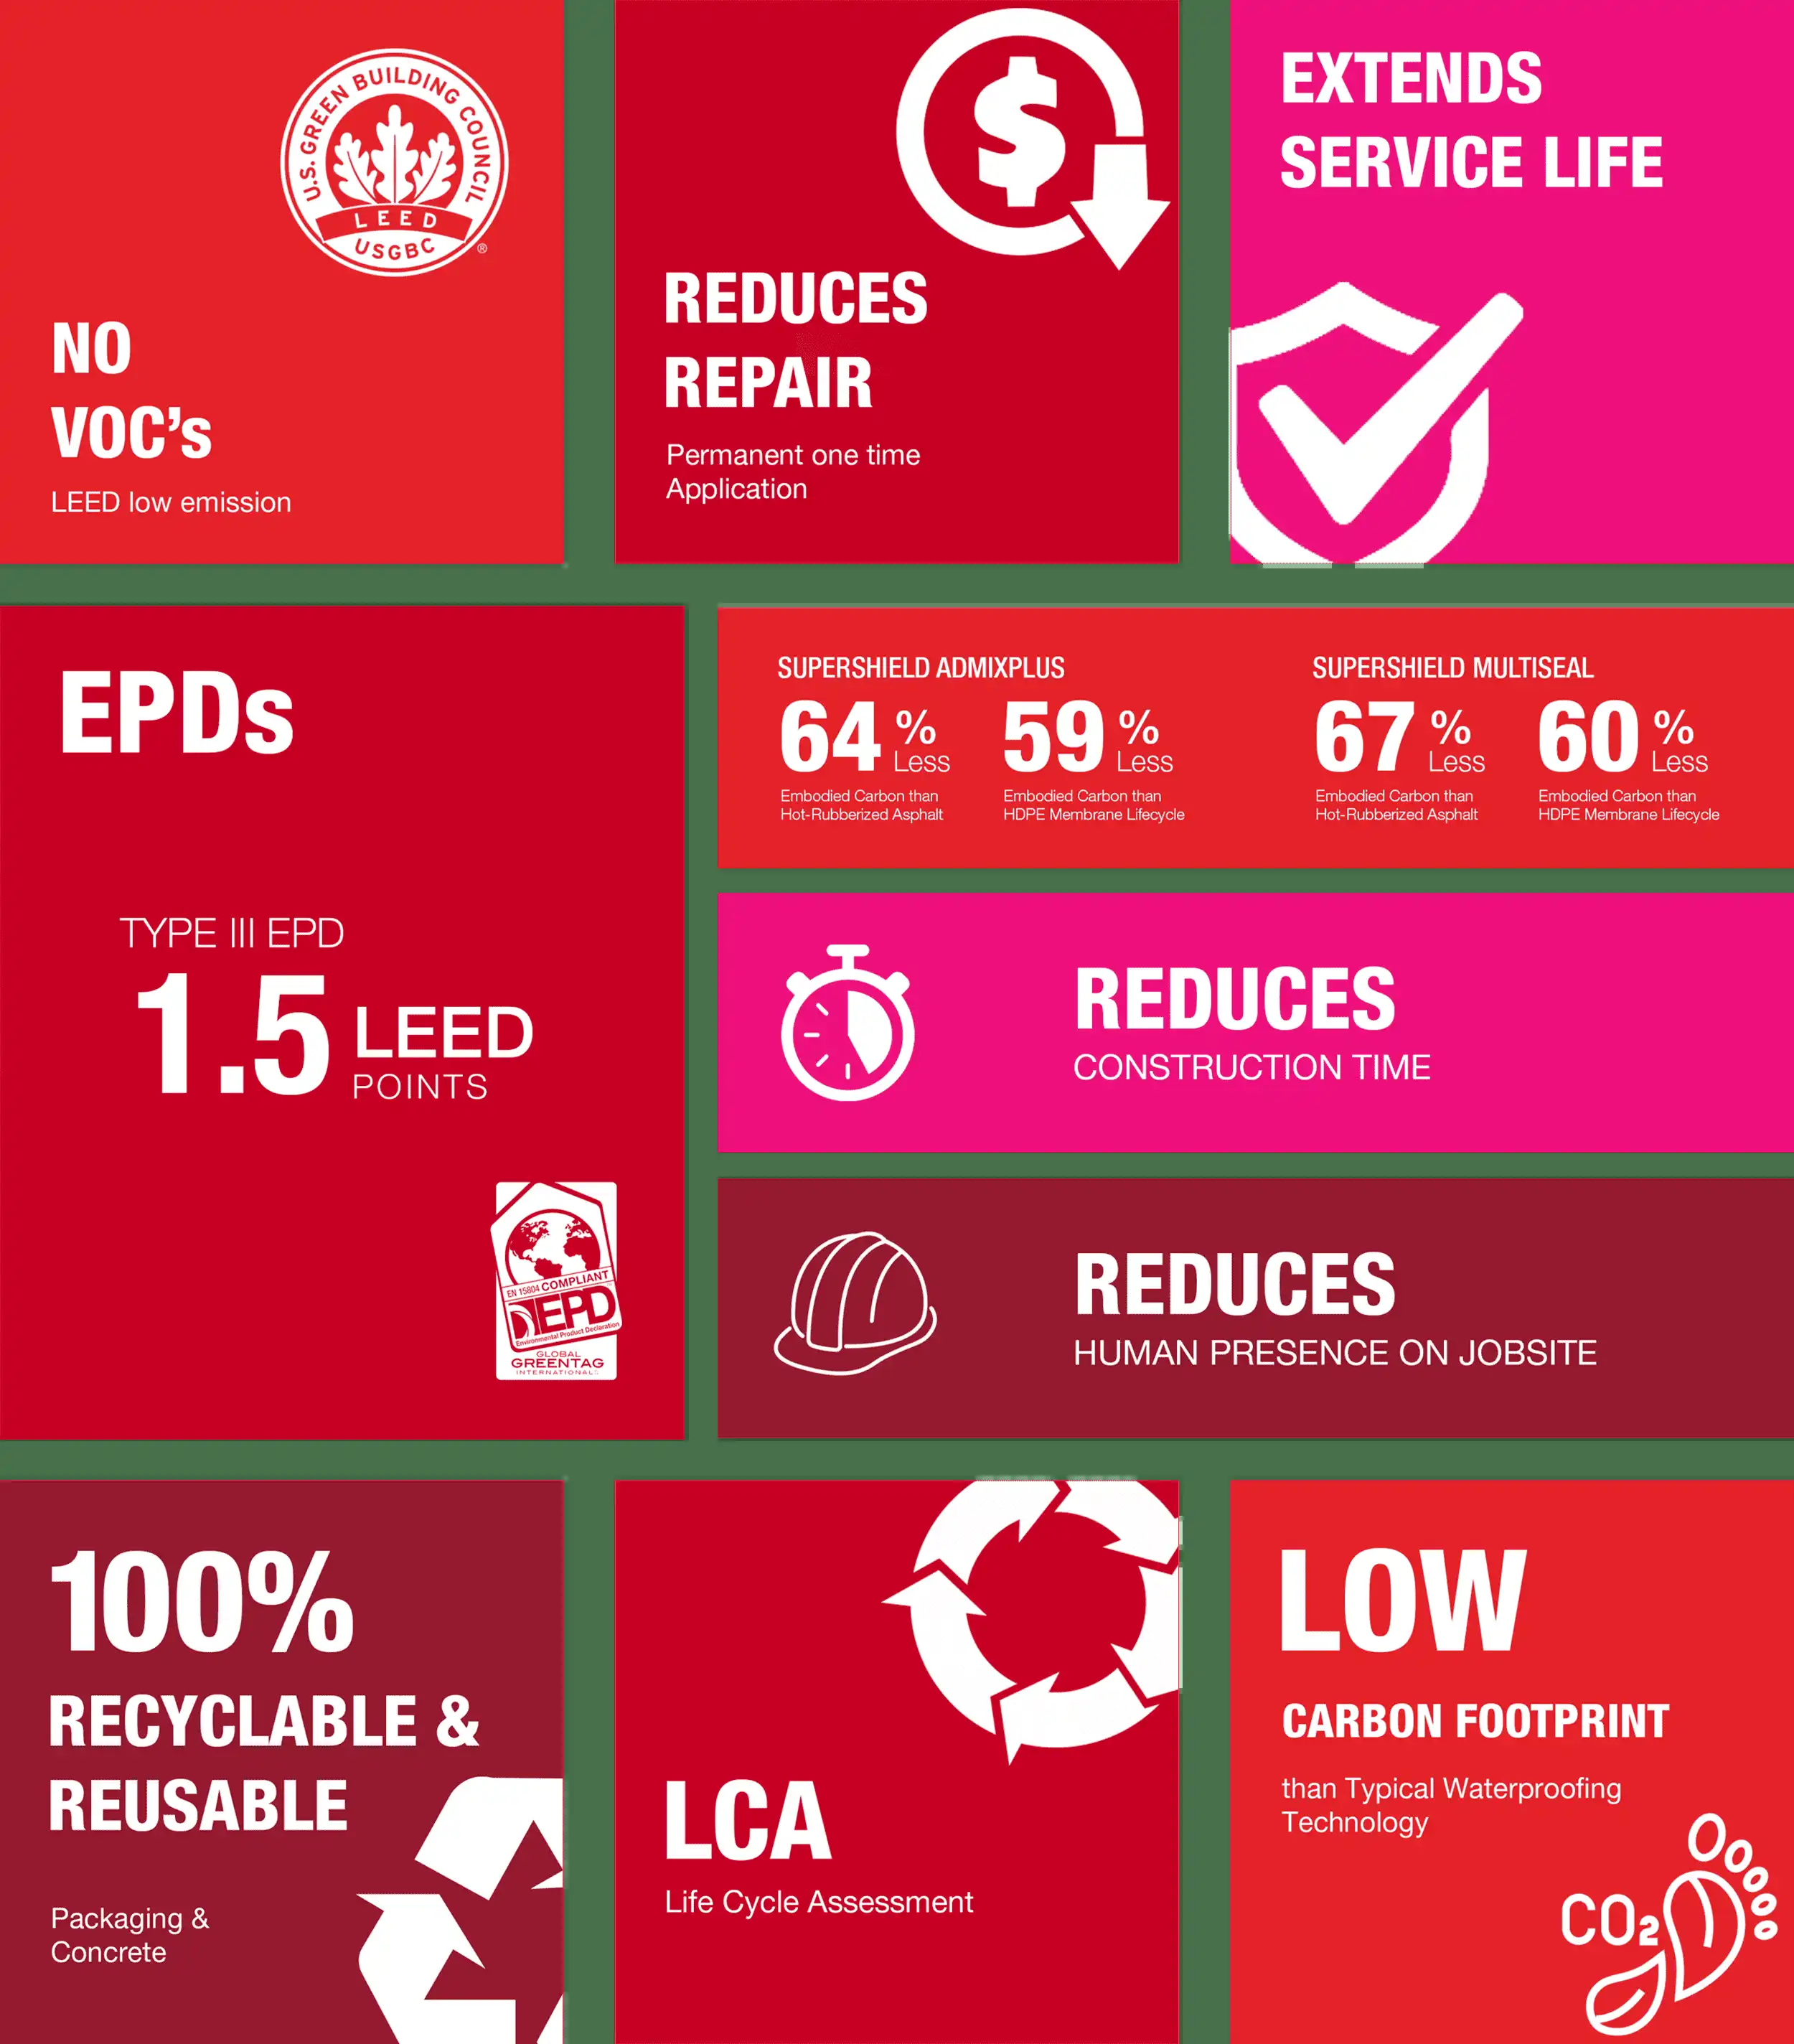 U.S. GREEN BUILDING COUNCIL
LEED
USGBC
®
NO
VOC’s
LEED low emission
$
REDUCES
REPAIR
Permanent one time
Application
EXTENDS
SERVICE LIFE
EPDs
TYPE III EPD
1.5 LEED
POINTS
EN 15804 COMPLIANT
EPD
Environmental Product Declaration
GLOBAL
GREENTAG
INTERNATIONAL
SUPERSHIELD ADMIXPLUS
64 % Less
Embodied Carbon than
Hot-Rubberized Asphalt
59 % Less
Embodied Carbon than
HDPE Membrane Lifecycle
SUPERSHIELD MULTISEAL
67 % Less
Embodied Carbon than
Hot-Rubberized Asphalt
60 % Less
Embodied Carbon than
HDPE Membrane Lifecycle
REDUCES
CONSTRUCTION TIME
REDUCES
HUMAN PRESENCE ON JOBSITE
100%
RECYCLABLE &
REUSABLE
Packaging &
Concrete
LCA
Life Cycle Assessment
LOW
CARBON FOOTPRINT
than Typical Waterproofing
Technology
CO₂